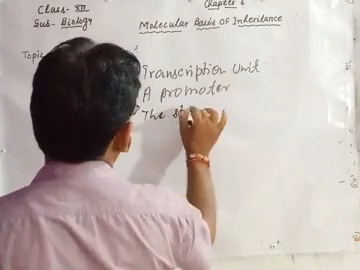 Class- XII
Chapter 6
Sub- Biology
Molecular Basis Of Inheritance
Topic
Transcription Unit
A promoter
The